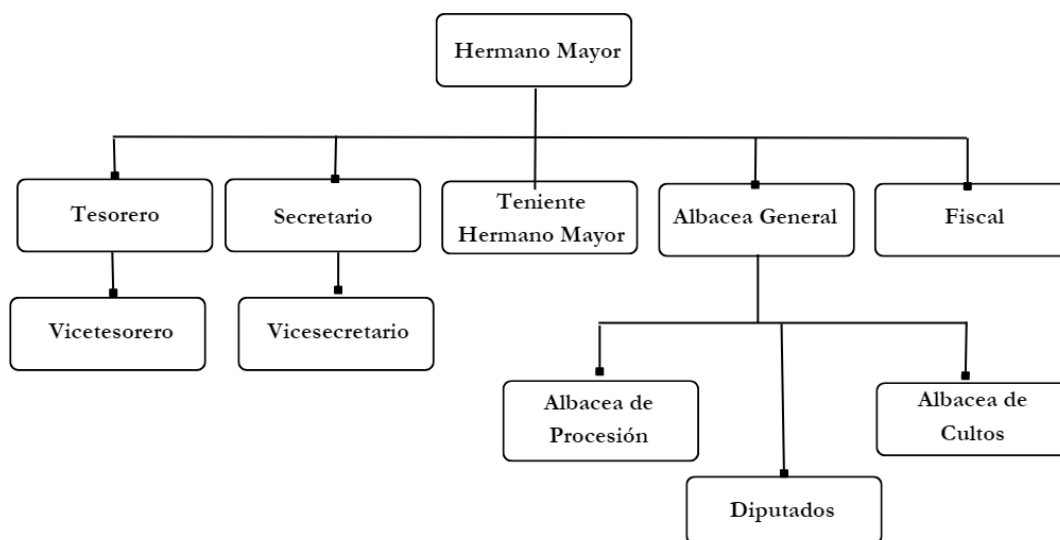 Hermano Mayor
Tesorero
Secretario
Teniente
Hermano Mayor
Albacea General
Fiscal
Vicetesorero
Vicesecretario
Albacea de
Procesión
Albacea de
Cultos
Diputados